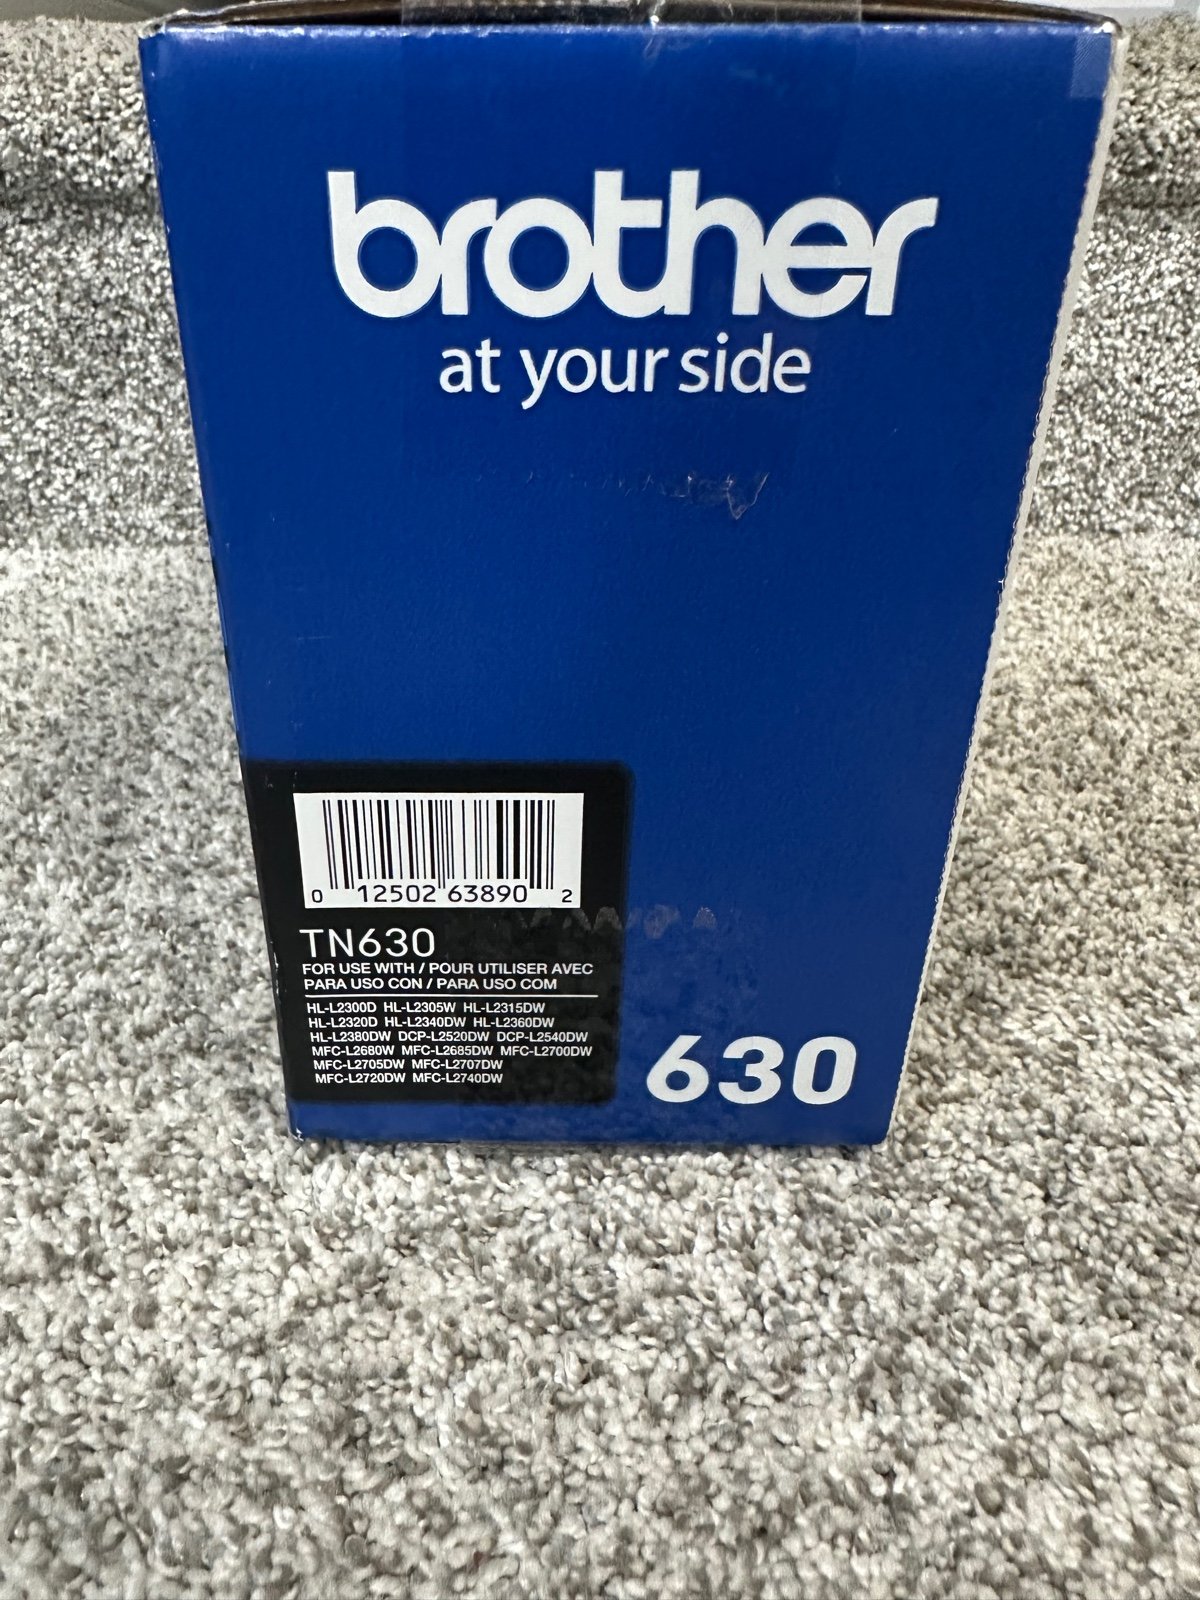 brother
at your side
0 12502 63890 2
TN630
FOR USE WITH / POUR UTILISER AVEC
PARA USO CON / PARA USO COM
HL-L2300D HL-L2305W HL-L2315DW
HL-L2320D HL-L2340DW HL-L2360DW
HL-L2380DW DCP-L2520DW DCP-L2540DW
MFC-L2680W MFC-L2685DW MFC-L2700DW
MFC-L2705DW MFC-L2707DW
MFC-L2720DW MFC-L2740DW
630